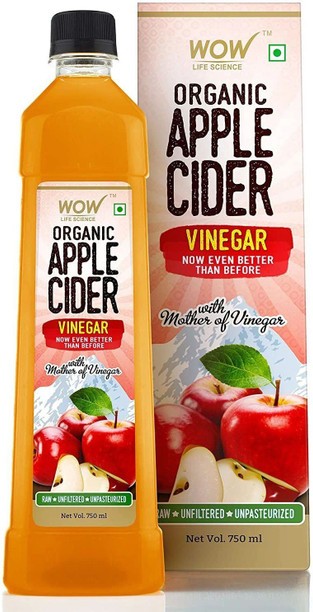 WOW™
LIFE SCIENCE
ORGANIC
APPLE
CIDER
VINEGAR
NOW EVEN BETTER
THAN BEFORE
with
Mother of Vinegar
RAW ★ UNFILTERED ★ UNPASTEURIZED
Net Vol. 750 ml
WOW™
LIFE SCIENCE
ORGANIC
APPLE
CIDER
VINEGAR
NOW EVEN BETTER
THAN BEFORE
with
Mother of Vinegar
RAW ★ UNFILTERED ★ UNPASTEURIZED
Net Vol. 750 ml